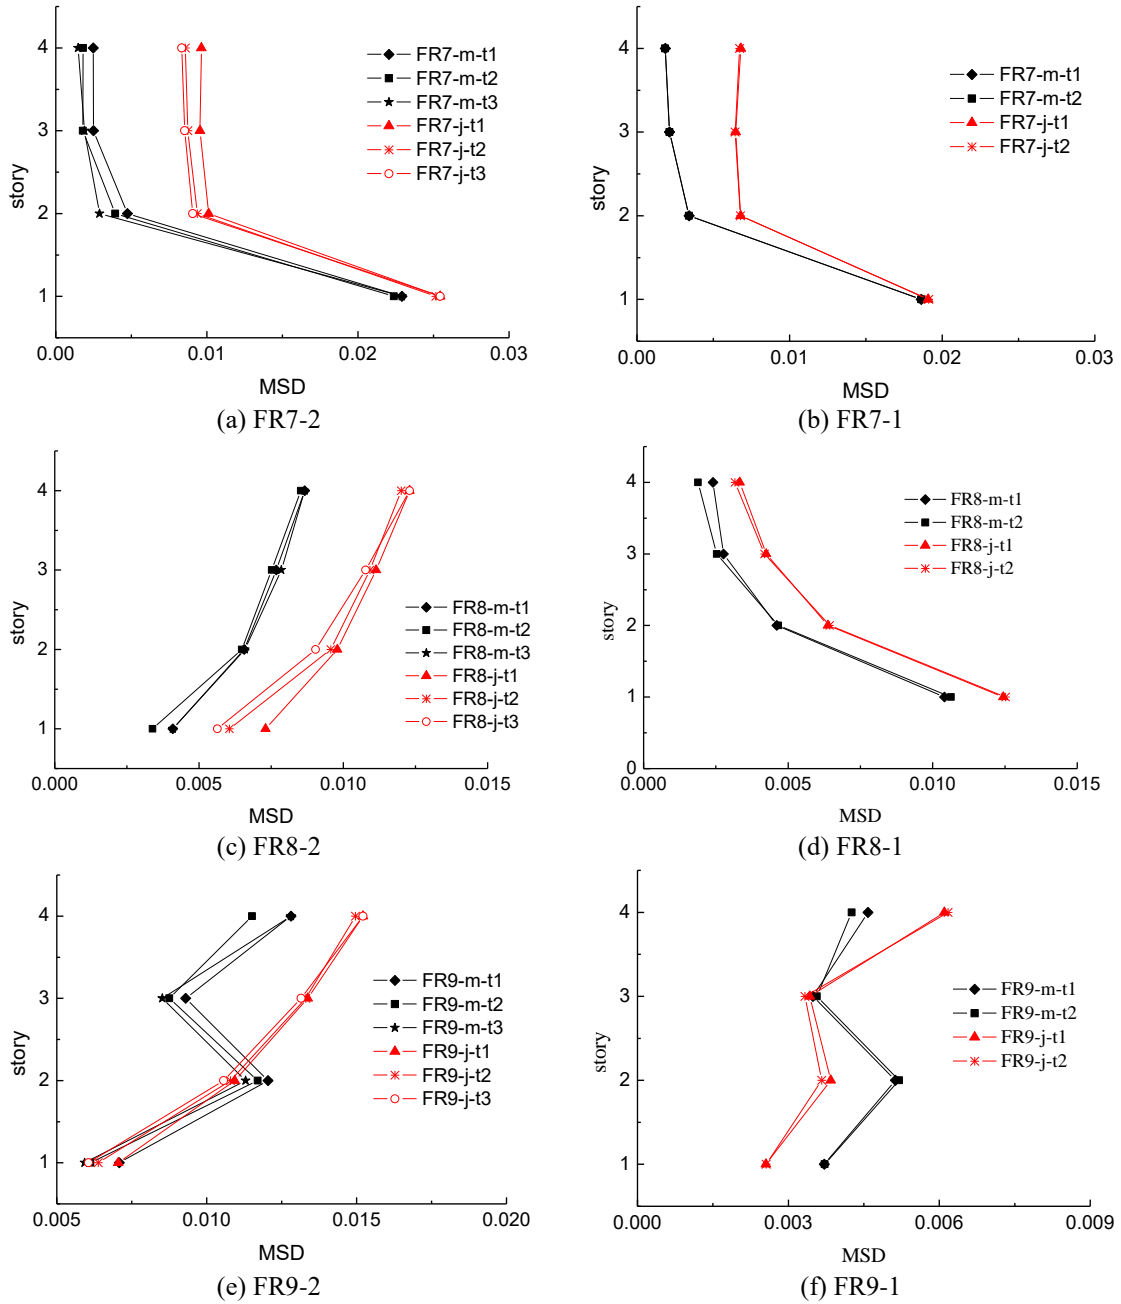 4
3
2
1
story
0.00
0.01
0.02
0.03
MSD
FR7-m-t1
FR7-m-t2
FR7-m-t3
FR7-j-t1
FR7-j-t2
FR7-j-t3
(a) FR7-2
4
3
2
1
story
0.00
0.01
0.02
0.03
MSD
FR7-m-t1
FR7-m-t2
FR7-j-t1
FR7-j-t2
(b) FR7-1
4
3
2
1
story
0.000
0.005
0.010
0.015
MSD
FR8-m-t1
FR8-m-t2
FR8-m-t3
FR8-j-t1
FR8-j-t2
FR8-j-t3
(c) FR8-2
4
3
2
1
0
story
0.000
0.005
0.010
0.015
MSD
FR8-m-t1
FR8-m-t2
FR8-j-t1
FR8-j-t2
(d) FR8-1
4
3
2
1
story
0.005
0.010
0.015
0.020
MSD
FR9-m-t1
FR9-m-t2
FR9-m-t3
FR9-j-t1
FR9-j-t2
FR9-j-t3
(e) FR9-2
4
3
2
1
story
0.000
0.003
0.006
0.009
MSD
FR9-m-t1
FR9-m-t2
FR9-j-t1
FR9-j-t2
(f) FR9-1